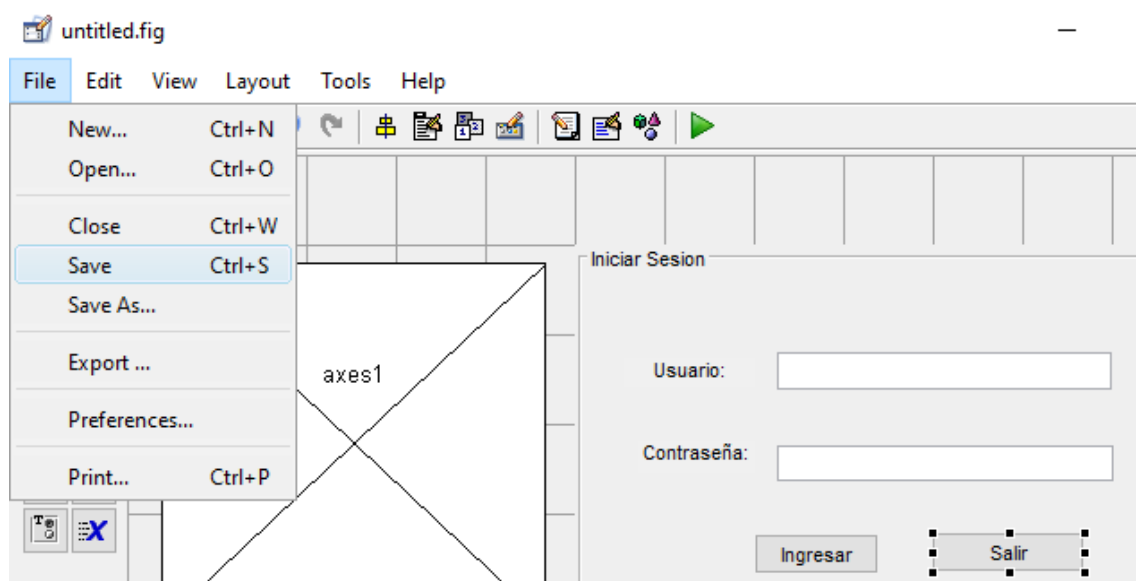 untitled.fig
File Edit View Layout Tools Help
New... Ctrl+N
Open... Ctrl+O
Close Ctrl+W
Save Ctrl+S
Save As...
Export ...
Preferences...
Print... Ctrl+P
axes1
Iniciar Sesion
Usuario:
Contraseña:
Ingresar Salir